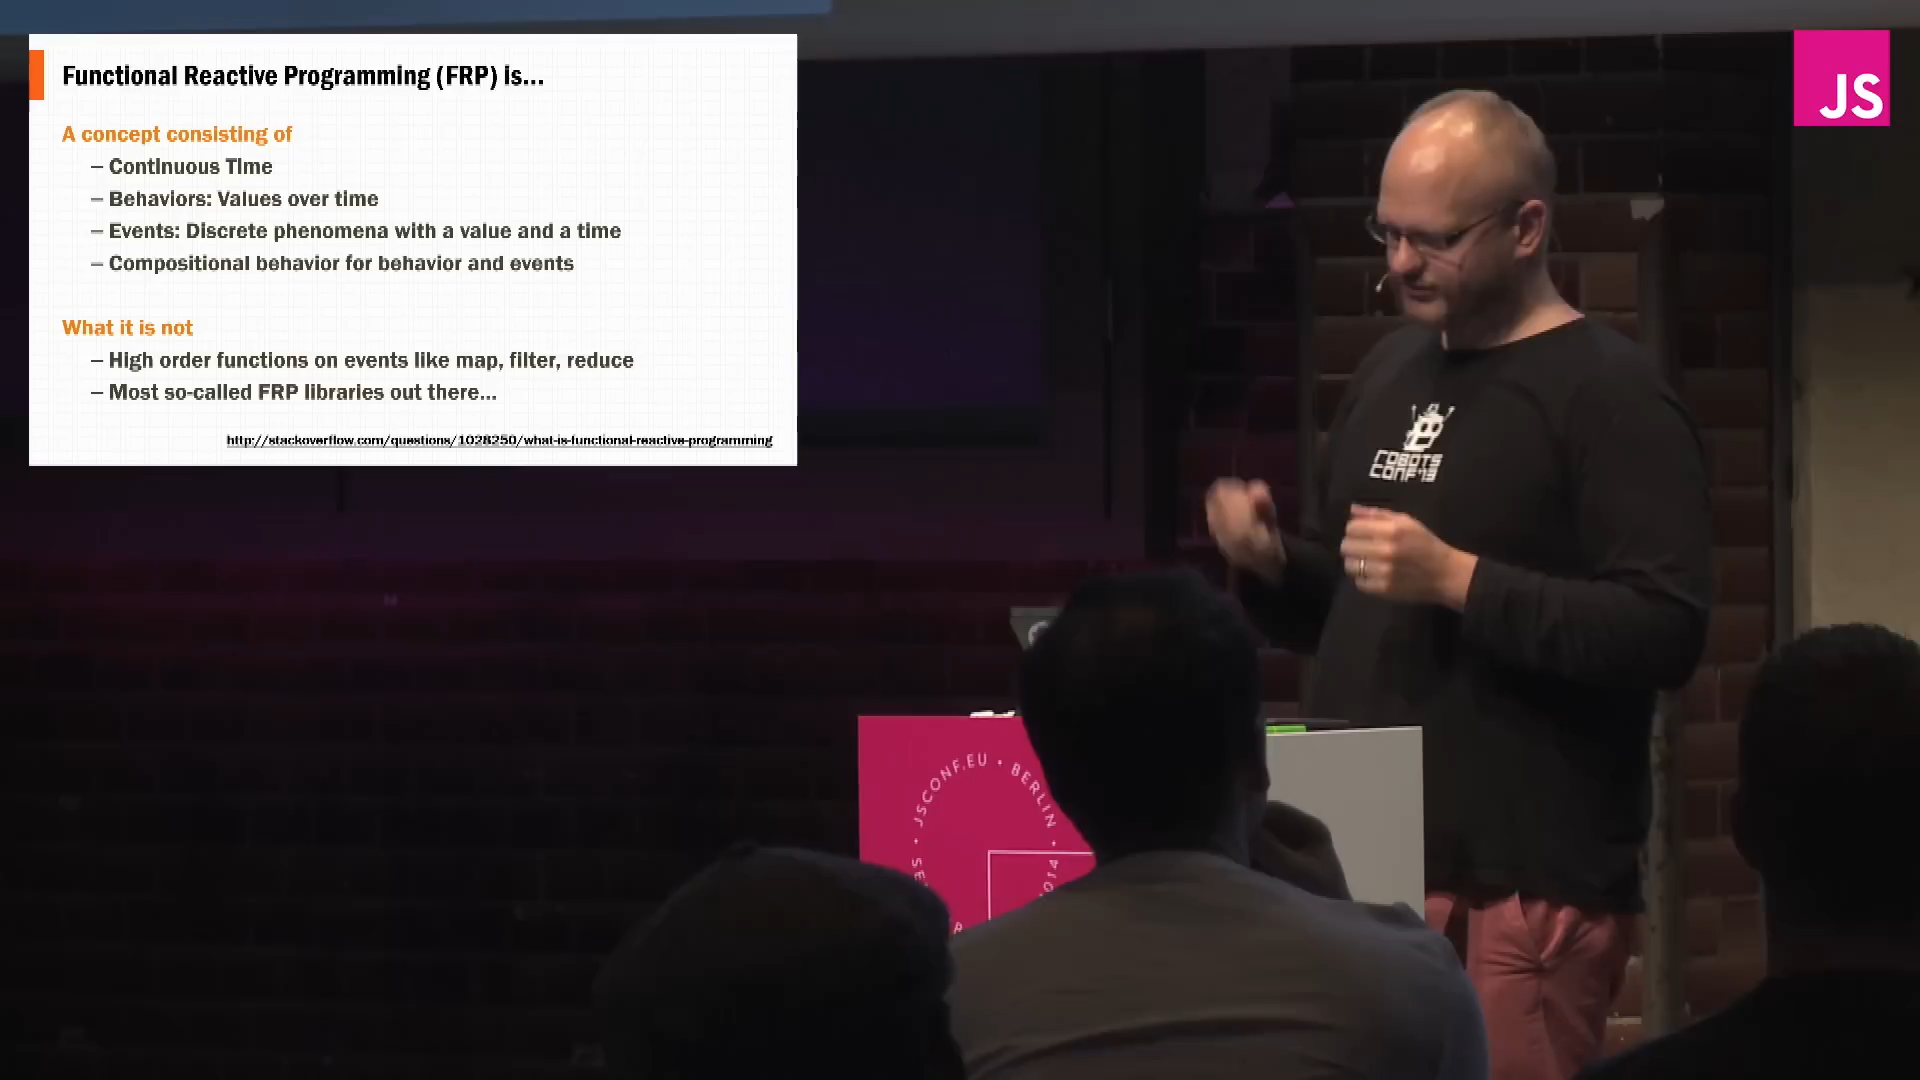 Functional Reactive Programming (FRP) is...
A concept consisting of
– Continuous Time
– Behaviors: Values over time
– Events: Discrete phenomena with a value and a time
– Compositional behavior for behavior and events
What it is not
– High order functions on events like map, filter, reduce
– Most so-called FRP libraries out there...
http://stackoverflow.com/questions/1028250/what-is-functional-reactive-programming
JS
ROBOTS
CONF'13
JSCONF.EU • BERLIN •